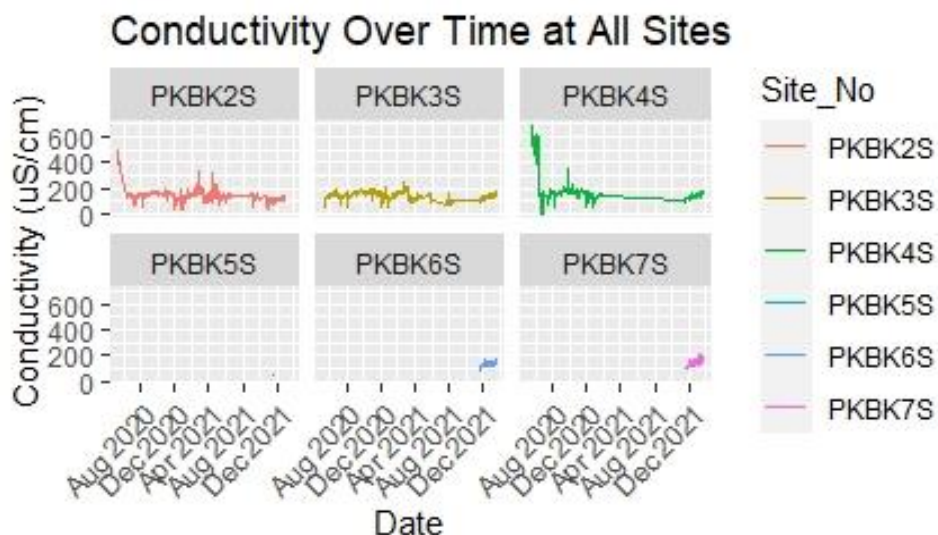 Conductivity Over Time at All Sites
PKBK2S PKBK3S PKBK4S
600
400
200
0
PKBK5S PKBK6S PKBK7S
600
400
200
0
Conductivity (uS/cm)
Aug 2020 Dec 2020 Apr 2021 Aug 2021 Dec 2021
Aug 2020 Dec 2020 Apr 2021 Aug 2021 Dec 2021
Aug 2020 Dec 2020 Apr 2021 Aug 2021 Dec 2021
Date
Site_No
PKBK2S
PKBK3S
PKBK4S
PKBK5S
PKBK6S
PKBK7S